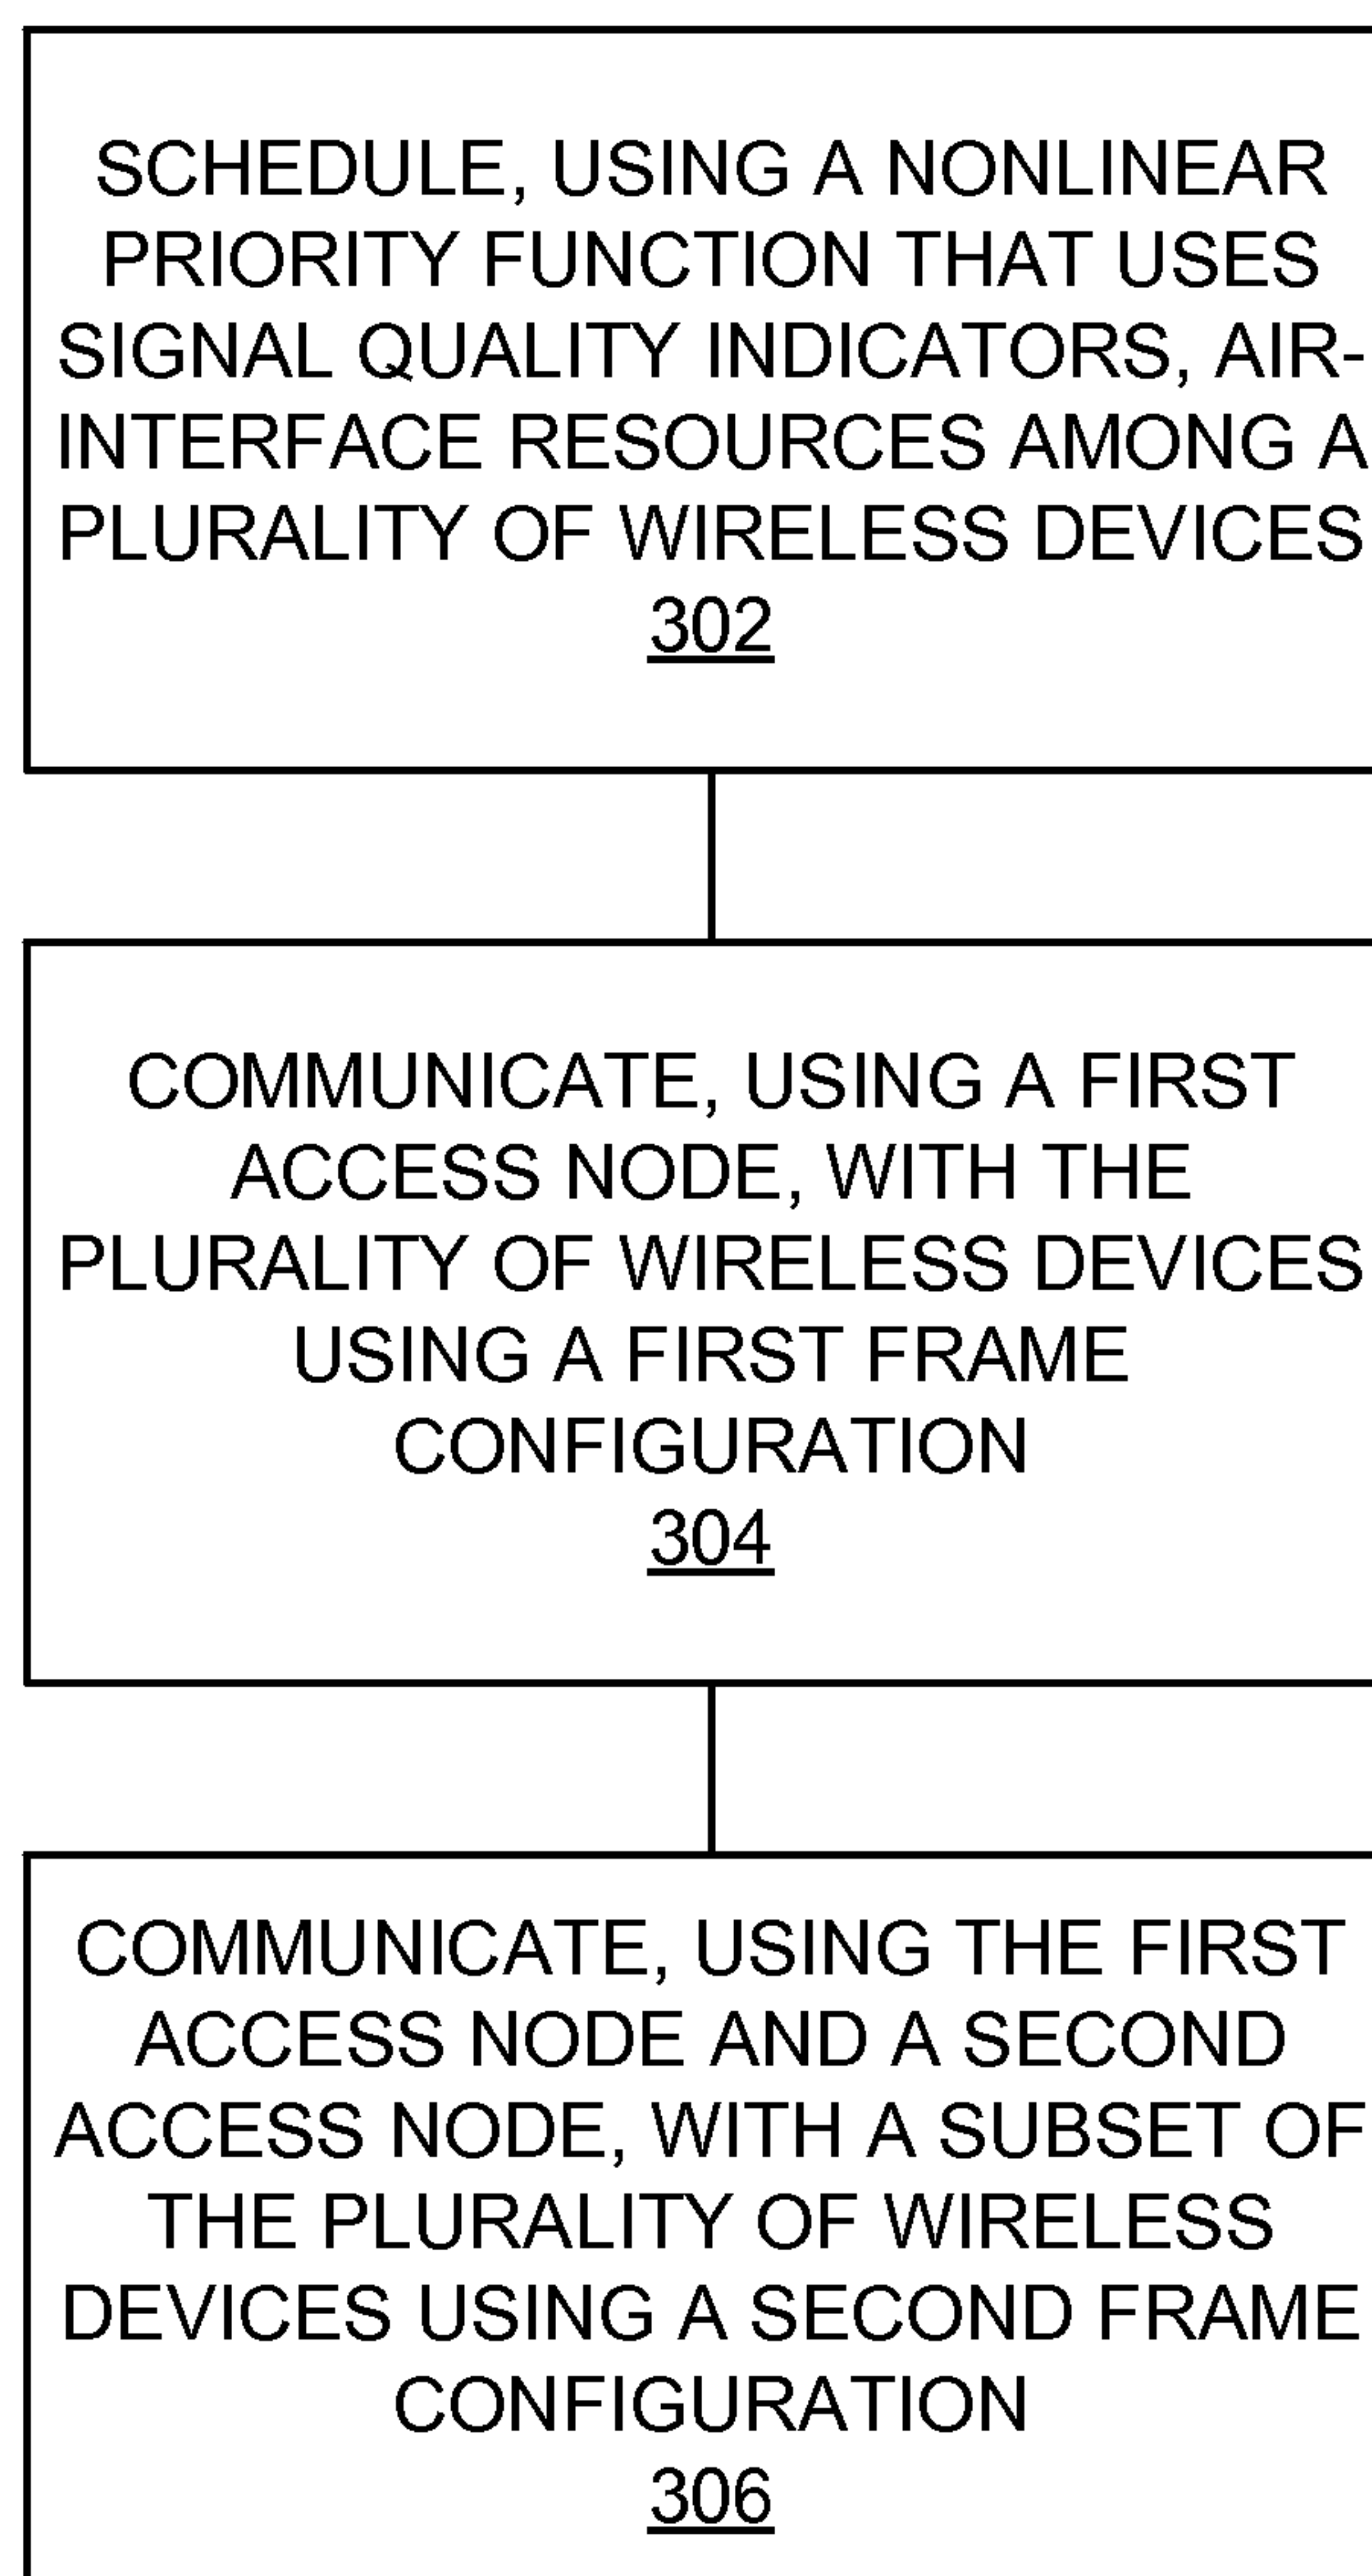 SCHEDULE, USING A NONLINEAR
PRIORITY FUNCTION THAT USES
SIGNAL QUALITY INDICATORS, AIR-
INTERFACE RESOURCES AMONG A
PLURALITY OF WIRELESS DEVICES
302
COMMUNICATE, USING A FIRST
ACCESS NODE, WITH THE
PLURALITY OF WIRELESS DEVICES
USING A FIRST FRAME
CONFIGURATION
304
COMMUNICATE, USING THE FIRST
ACCESS NODE AND A SECOND
ACCESS NODE, WITH A SUBSET OF
THE PLURALITY OF WIRELESS
DEVICES USING A SECOND FRAME
CONFIGURATION
306